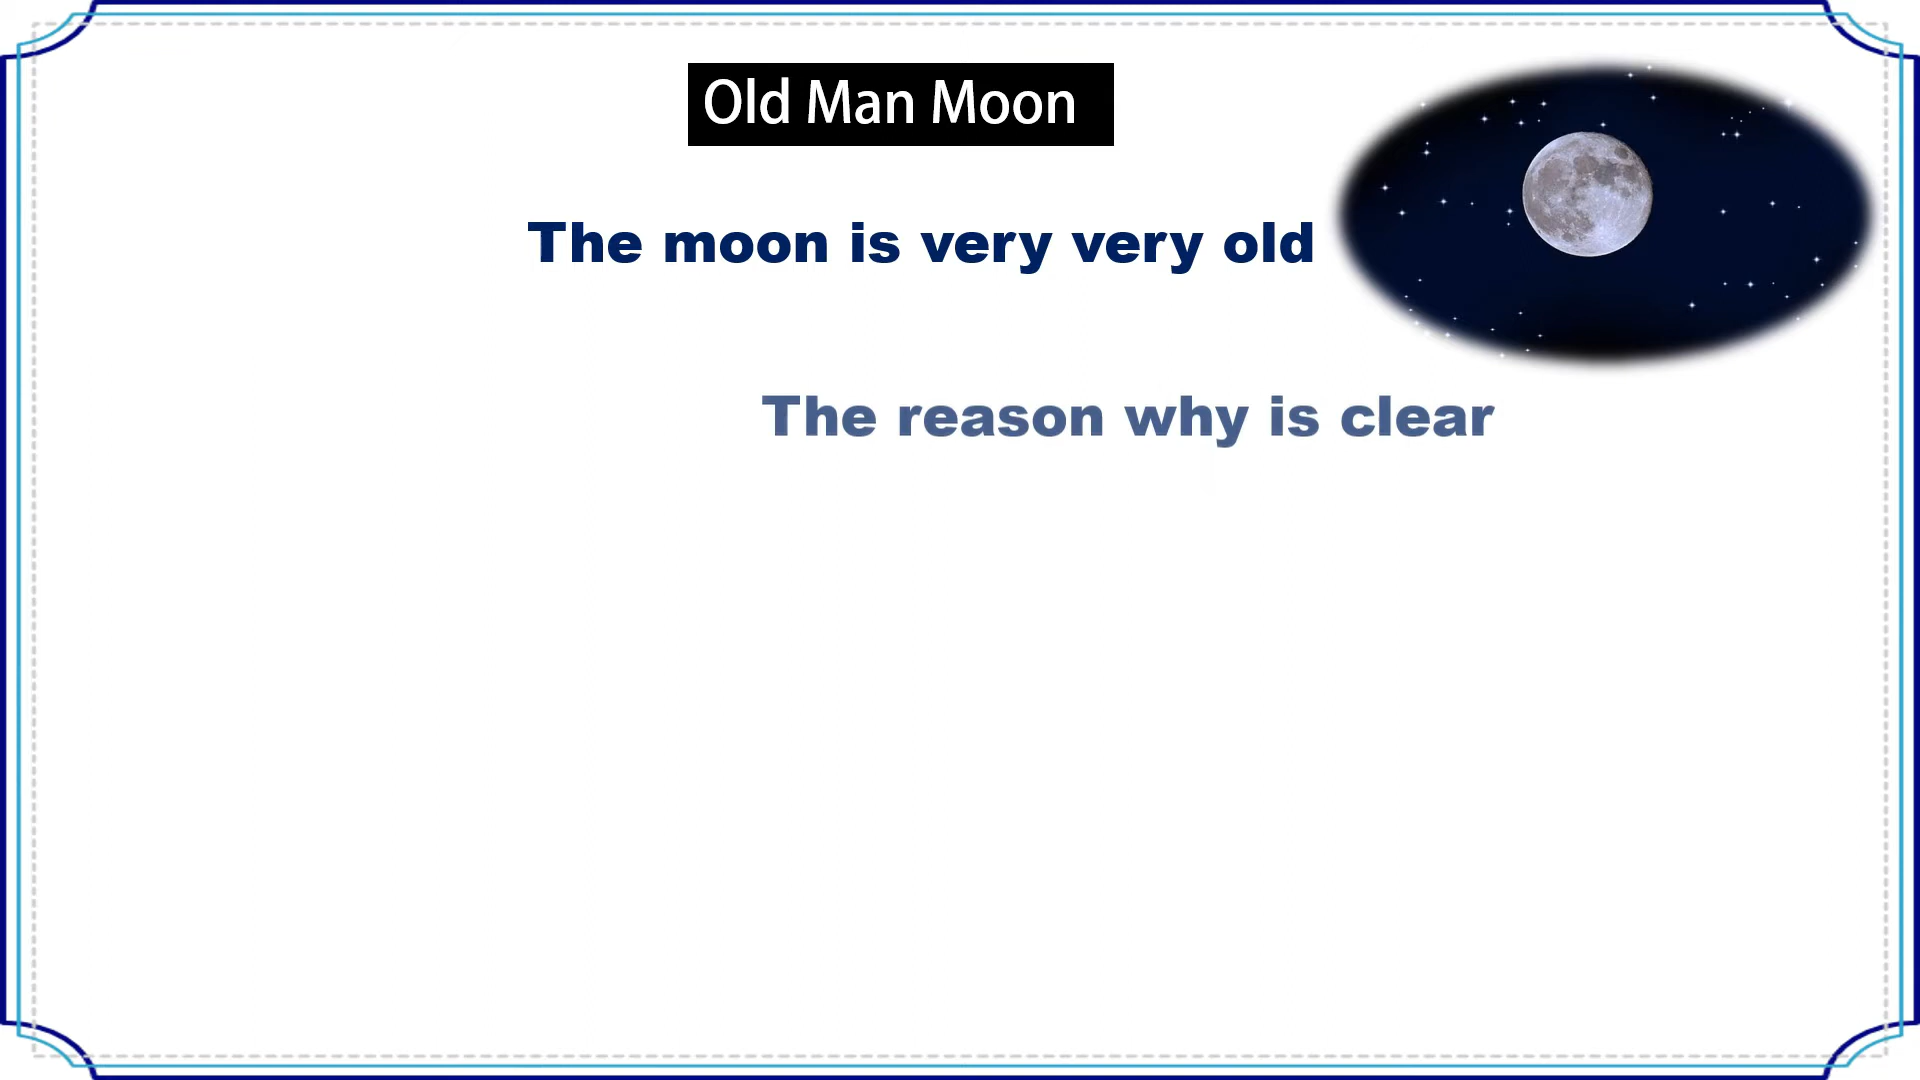 Old Man Moon
The moon is very very old
The reason why is clear